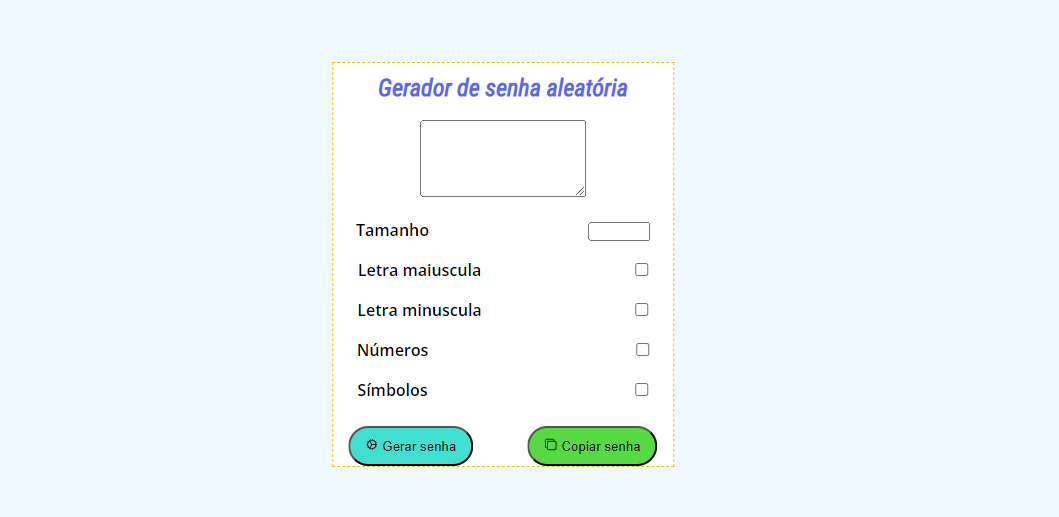 Gerador de senha aleatória
Tamanho
Letra maiuscula
Letra minuscula
Números
Símbolos
Gerar senha
Copiar senha